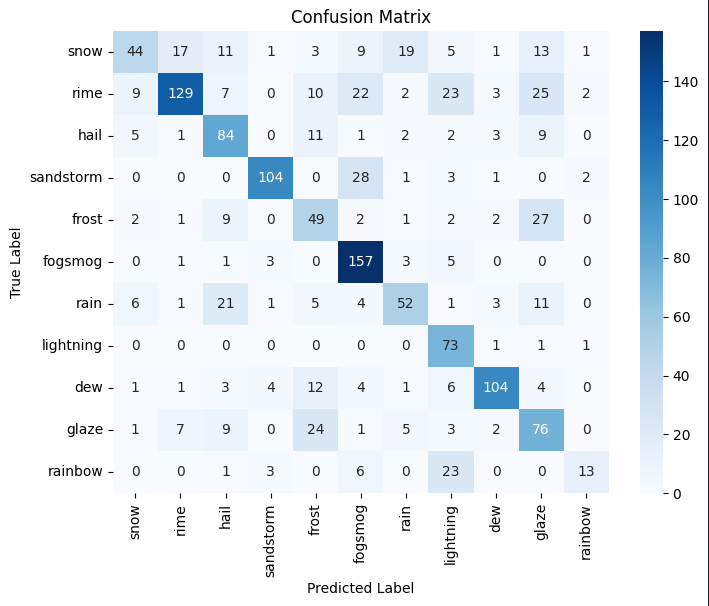 Confusion Matrix
snow 44 17 11 1 3 9 19 5 1 13 1
rime 9 129 7 0 10 22 2 23 3 25 2
hail 5 1 84 0 11 1 2 2 3 9 0
sandstorm 0 0 0 104 0 28 1 3 1 0 2
frost 2 1 9 0 49 2 1 2 2 27 0
fogsmog 0 1 1 3 0 157 3 5 0 0 0
rain 6 1 21 1 5 4 52 1 3 11 0
lightning 0 0 0 0 0 0 0 73 1 1 1
dew 1 1 3 4 12 4 1 6 104 4 0
glaze 1 7 9 0 24 1 5 3 2 76 0
rainbow 0 0 1 3 0 6 0 23 0 0 13
snow rime hail sandstorm frost fogsmog rain lightning dew glaze rainbow
Predicted Label
True Label
140
120
100
80
60
40
20
0